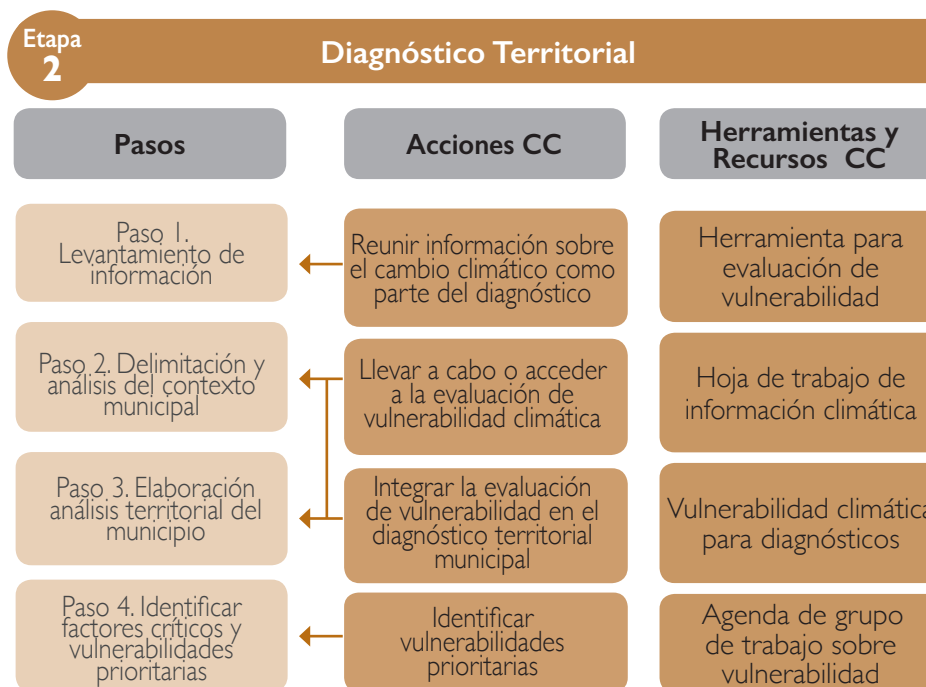 Etapa
2
Diagnóstico Territorial
Pasos
Acciones CC
Herramientas y
Recursos CC
Paso 1.
Levantamiento de
información
Reunir información sobre
el cambio climático como
parte del diagnóstico
Herramienta para
evaluación de
vulnerabilidad
Paso 2. Delimitación y
análisis del contexto
municipal
Llevar a cabo o acceder
a la evaluación de
vulnerabilidad climática
Hoja de trabajo de
información climática
Paso 3. Elaboración
análisis territorial del
municipio
Integrar la evaluación
de vulnerabilidad en el
diagnóstico territorial
municipal
Vulnerabilidad climática
para diagnósticos
Paso 4. Identificar
factores críticos y
vulnerabilidades
prioritarias
Identificar
vulnerabilidades
prioritarias
Agenda de grupo
de trabajo sobre
vulnerabilidad